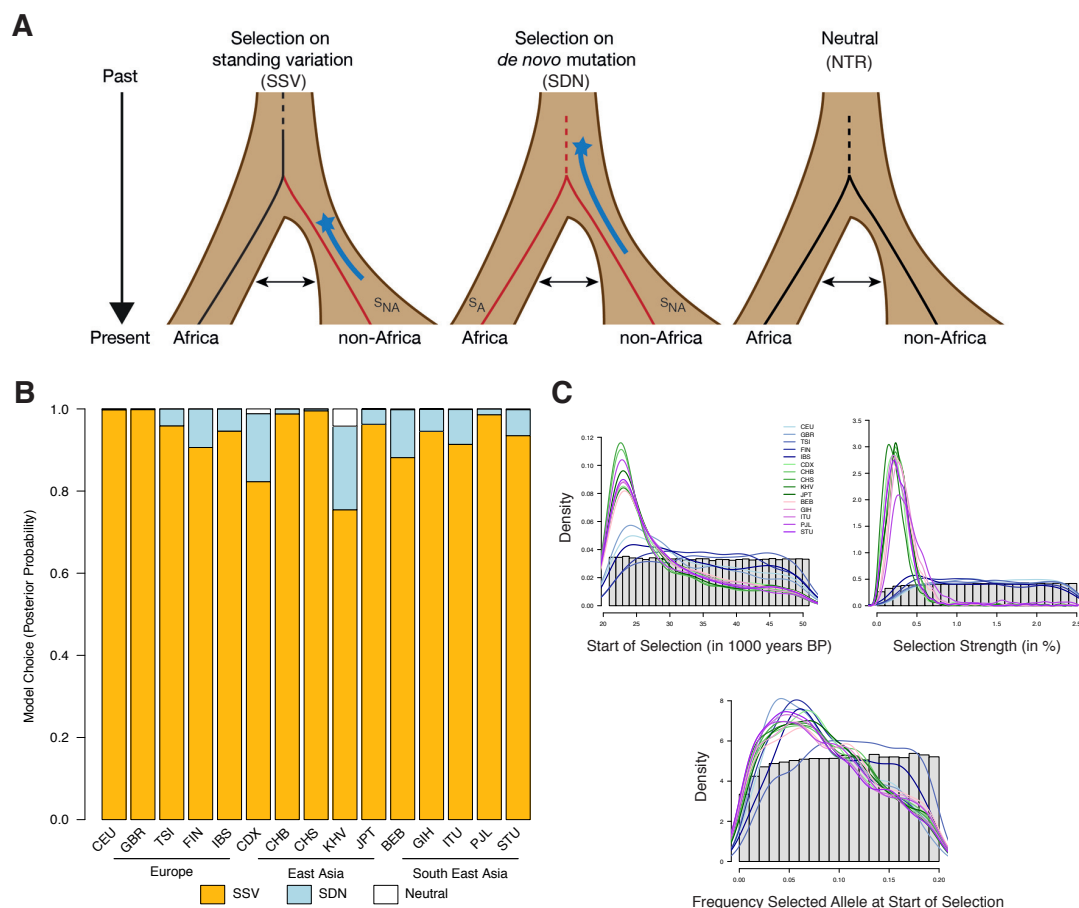 A
Selection on
standing variation
(SSV)
Selection on
de novo mutation
(SDN)
Neutral
(NTR)
Past
Present
S_NA
S_A
S_NA
Africa
non-Africa
Africa
non-Africa
Africa
non-Africa
B
Model Choice (Posterior Probability)
1.0
0.8
0.6
0.4
0.2
0.0
CEU GBR TSI FIN IBS CDX CHB CHS KHV JPT BEB GIH ITU PJL STU
Europe East Asia South East Asia
SSV SDN Neutral
C
Density
0.12
0.10
0.08
0.06
0.04
0.02
0.00
20 25 30 35 40 45 50
Start of Selection (in 1000 years BP)
CEU
GBR
TSI
FIN
IBS
CDX
CHB
CHS
KHV
JPT
BEB
GIH
ITU
PJL
STU
3.5
3.0
2.5
2.0
1.5
1.0
0.5
0.0
0.0 0.5 1.0 1.5 2.0 2.5
Selection Strength (in %)
Density
8
6
4
2
0
0.00 0.05 0.10 0.15 0.20
Frequency Selected Allele at Start of Selection